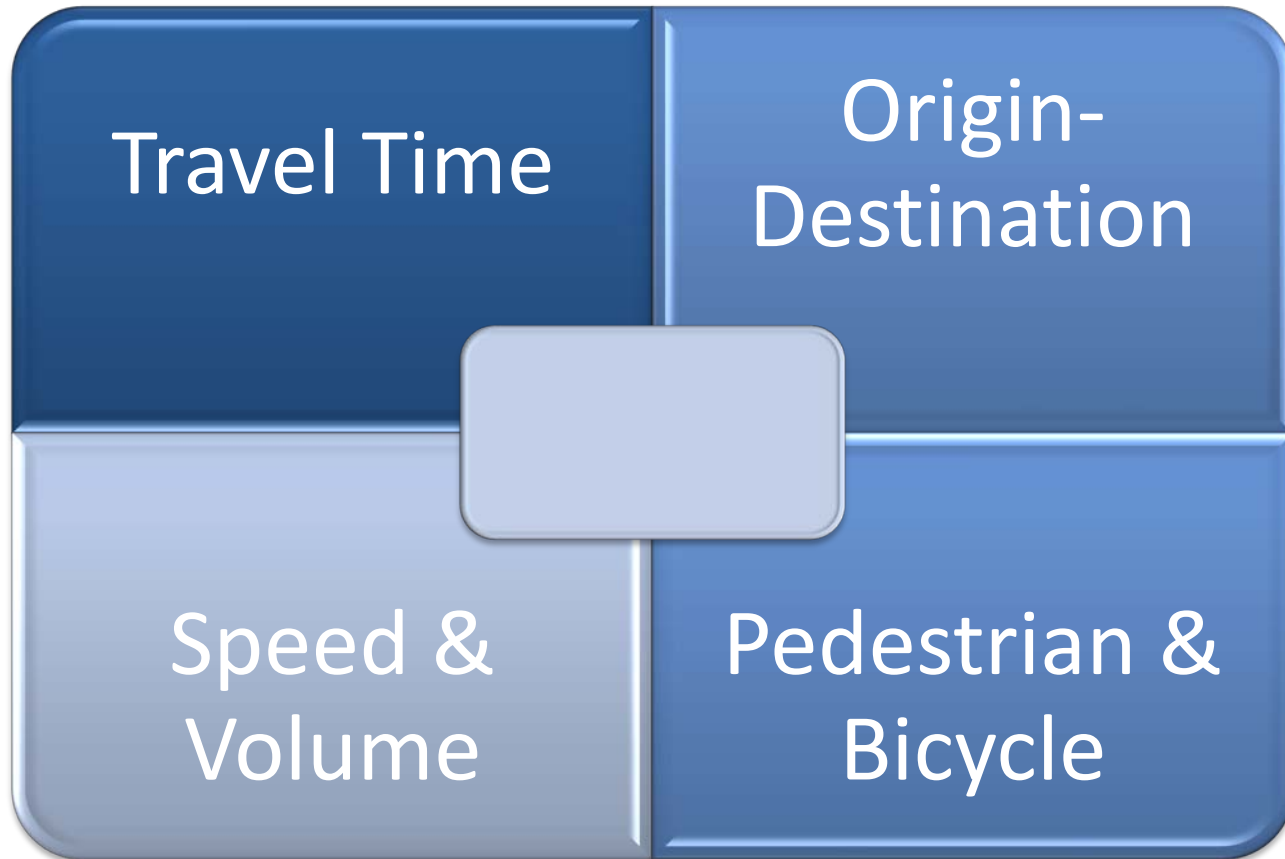 Travel Time
Origin-
Destination
Speed &
Volume
Pedestrian &
Bicycle